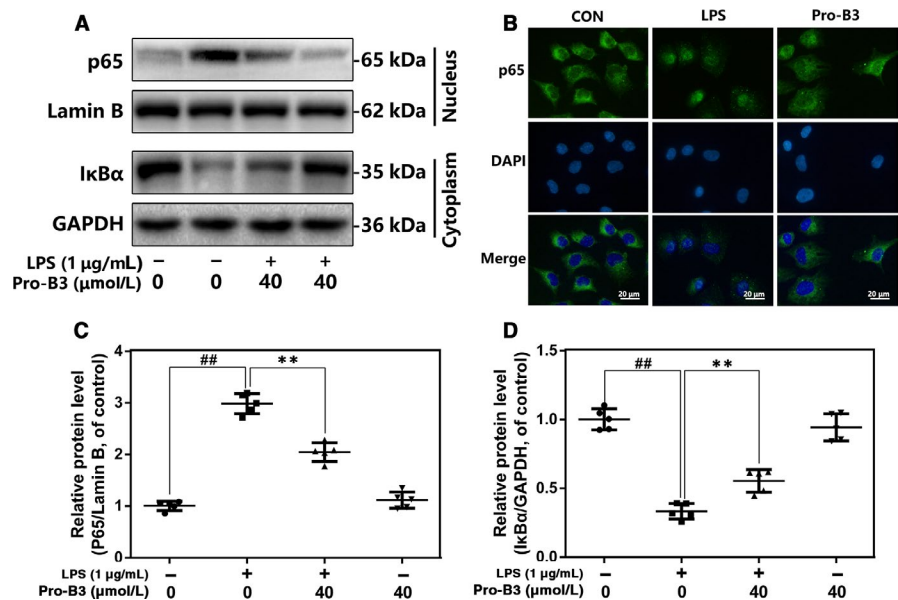 A
p65
-65 kDa
Lamin B
-62 kDa
Nucleus
IκBα
-35 kDa
GAPDH
-36 kDa
Cytoplasm
LPS (1 μg/mL) − − + +
Pro-B3 (μmol/L) 0 0 40 40
B
CON LPS Pro-B3
p65
DAPI
Merge
20 μm 20 μm 20 μm
C
Relative protein level
(P65/Lamin B, of control)
4
3
2
1
0
## **
LPS (1 μg/mL) − + + −
Pro-B3 (μmol/L) 0 0 40 40
D
Relative protein level
(IκBα/GAPDH, of control)
1.5
1.0
0.5
0.0
## **
LPS (1 μg/mL) − + + −
Pro-B3 (μmol/L) 0 0 40 40